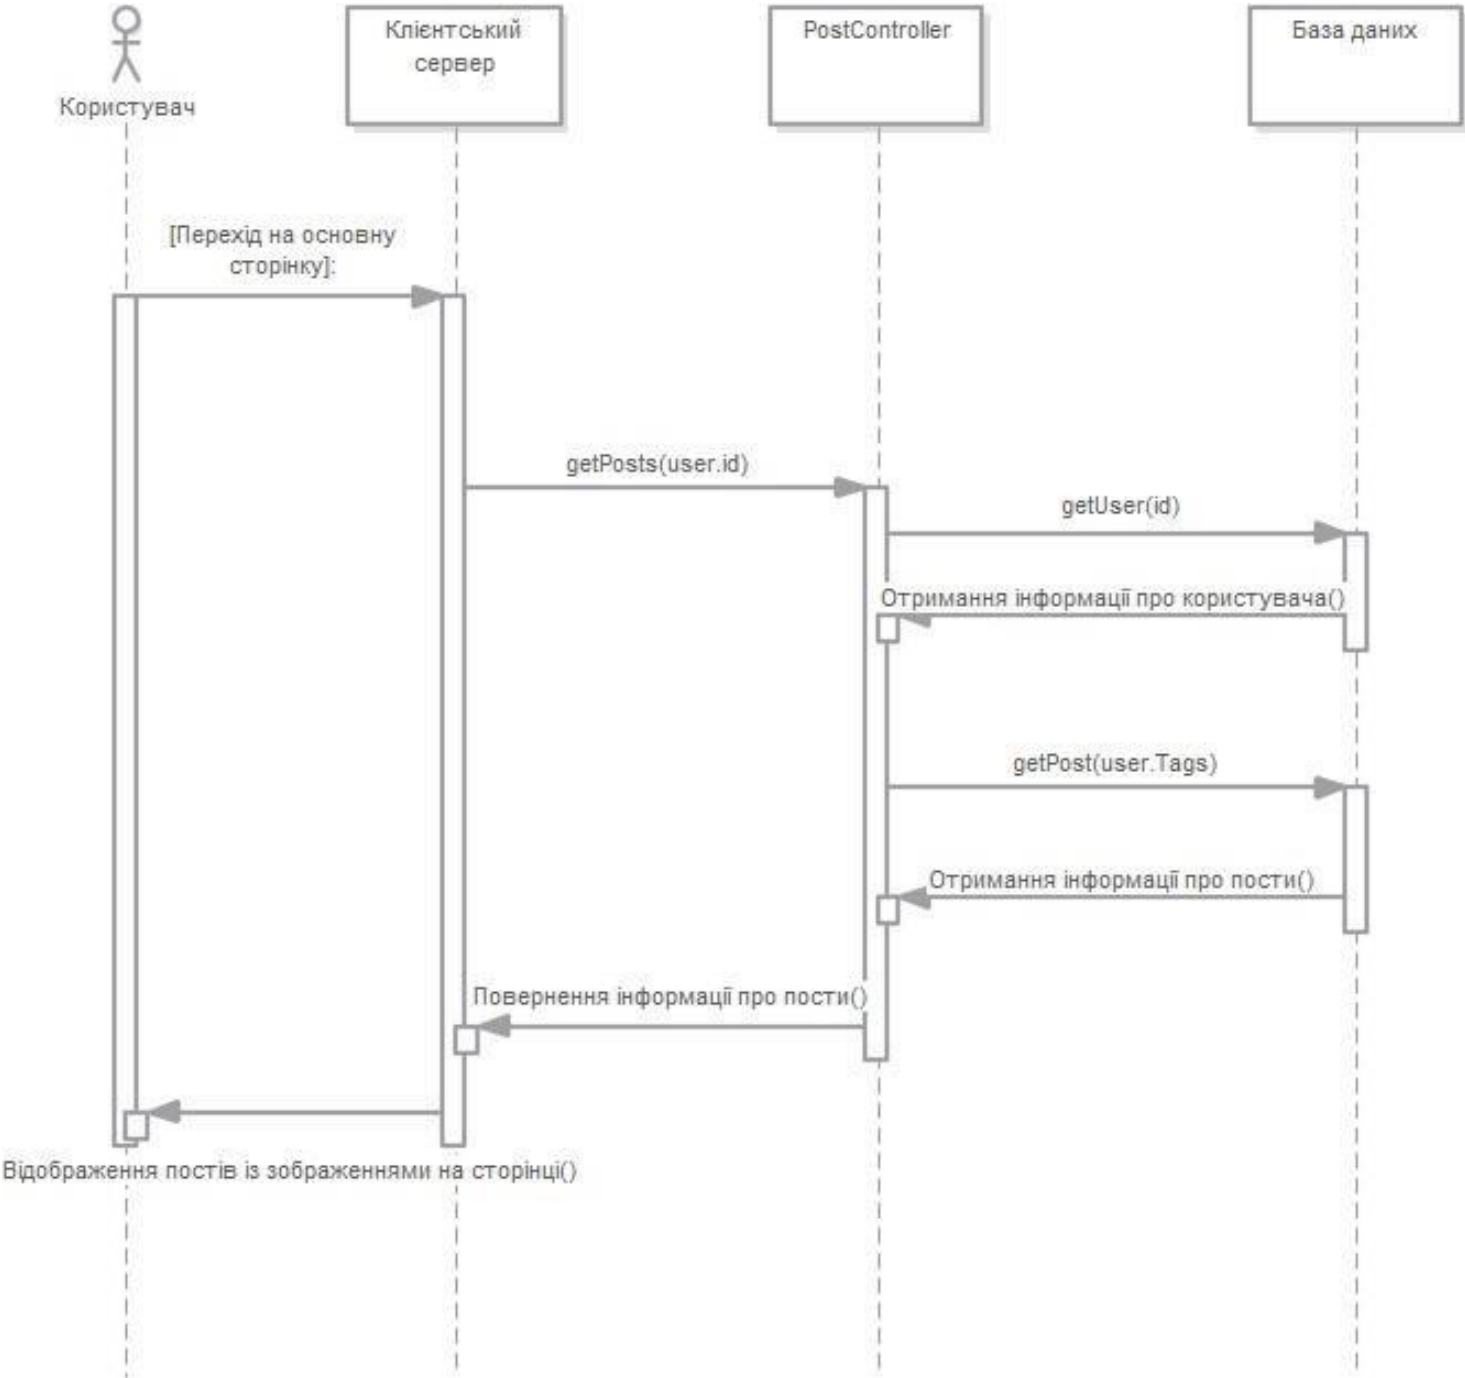 Користувач
Клієнтський
сервер
PostController
База даних
[Перехід на основну
сторінку]:
getPosts(user.id)
getUser(id)
Отримання інформації про користувача()
getPost(user.Tags)
Отримання інформації про пости()
Повернення інформації про пости()
Відображення постів із зображеннями на сторінці()